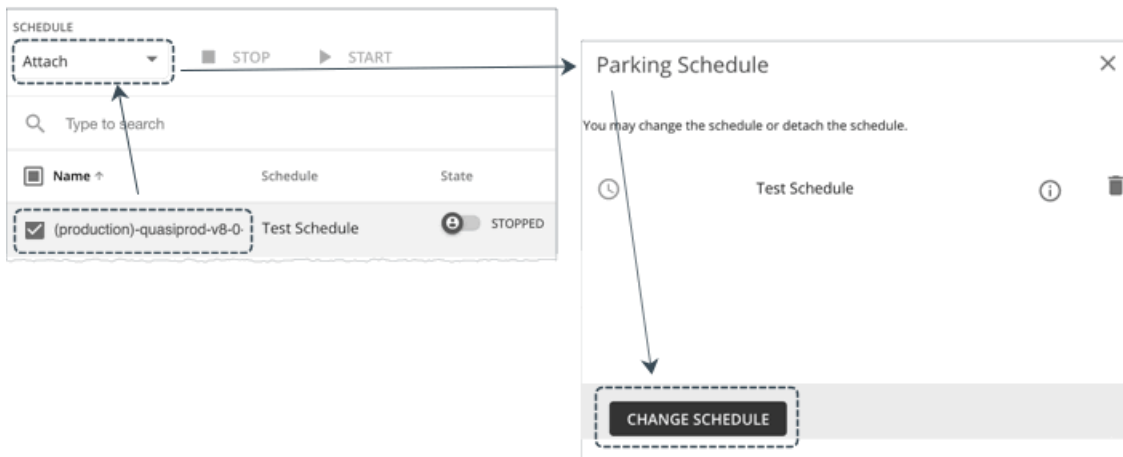 SCHEDULE
Attach
STOP
START
Type to search
Name ↑
Schedule
State
(production)-quasiprod-v8-0-
Test Schedule
STOPPED
Parking Schedule
You may change the schedule or detach the schedule.
Test Schedule
CHANGE SCHEDULE